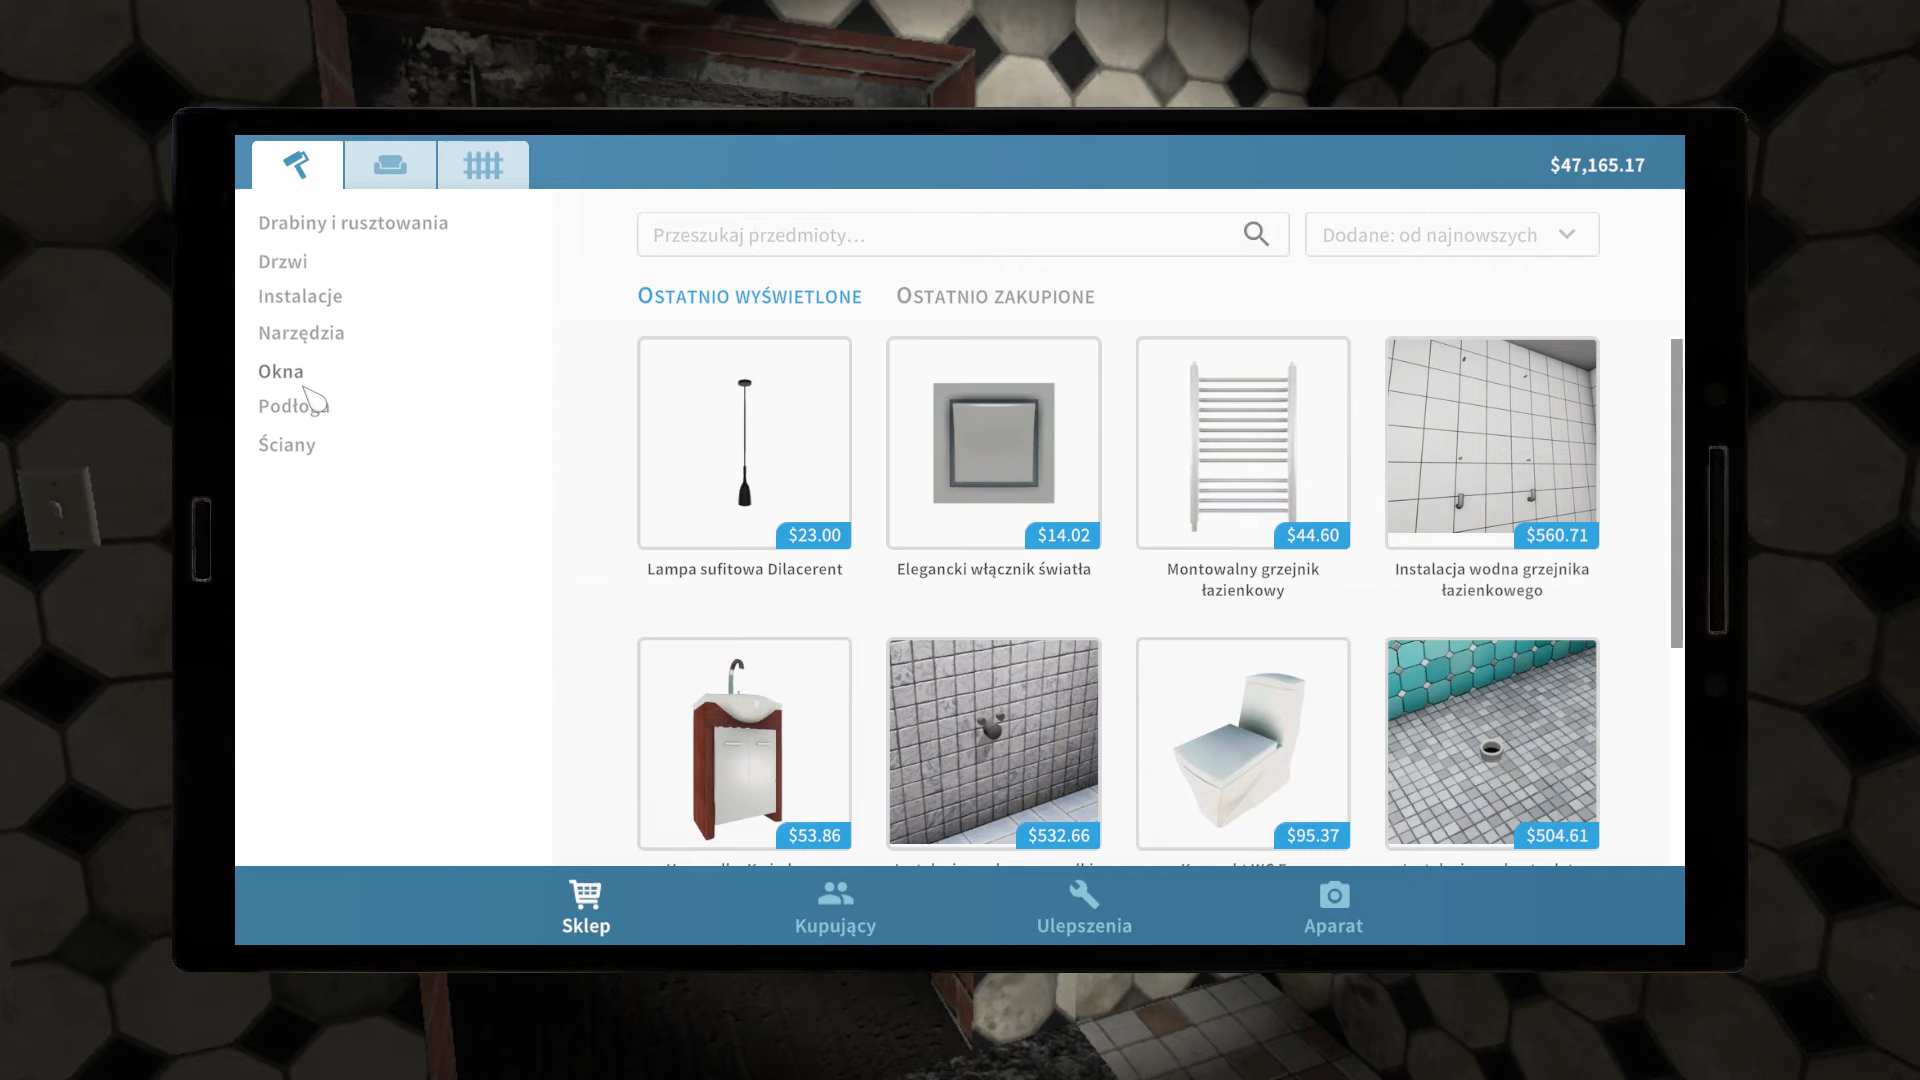 $47,165.17
Drabiny i rusztowania
Drzwi
Instalacje
Narzędzia
Okna
Podłoga
Ściany
Przeszukaj przedmioty...
Dodane: od najnowszych
OSTATNIO WYŚWIETLONE
OSTATNIO ZAKUPIONE
$23.00
$14.02
$44.60
$560.71
Lampa sufitowa Dilacerent
Elegancki włącznik światła
Montowalny grzejnik
łazienkowy
Instalacja wodna grzejnika
łazienkowego
$53.86
$532.66
$95.37
$504.61
Sklep
Kupujący
Ulepszenia
Aparat